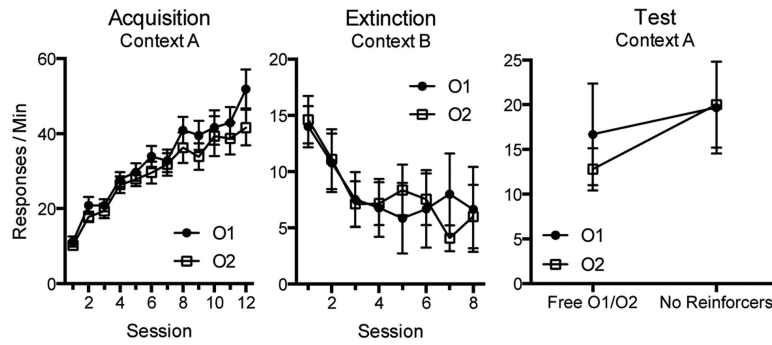 Acquisition
Context A
Responses / Min
60
40
20
0
O1
O2
2 4 6 8 10 12
Session
Extinction
Context B
20
15
10
5
0
O1
O2
2 4 6 8
Session
Test
Context A
25
20
15
10
5
0
O1
O2
Free O1/O2 No Reinforcers